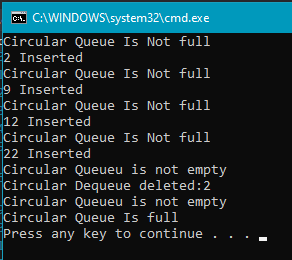 C:\WINDOWS\system32\cmd.exe
Circular Queue Is Not full
2 Inserted
Circular Queue Is Not full
9 Inserted
Circular Queue Is Not full
12 Inserted
Circular Queue Is Not full
22 Inserted
Circular Queueu is not empty
Circular Dequeue deleted:2
Circular Queueu is not empty
Circular Queue Is full
Press any key to continue . . .